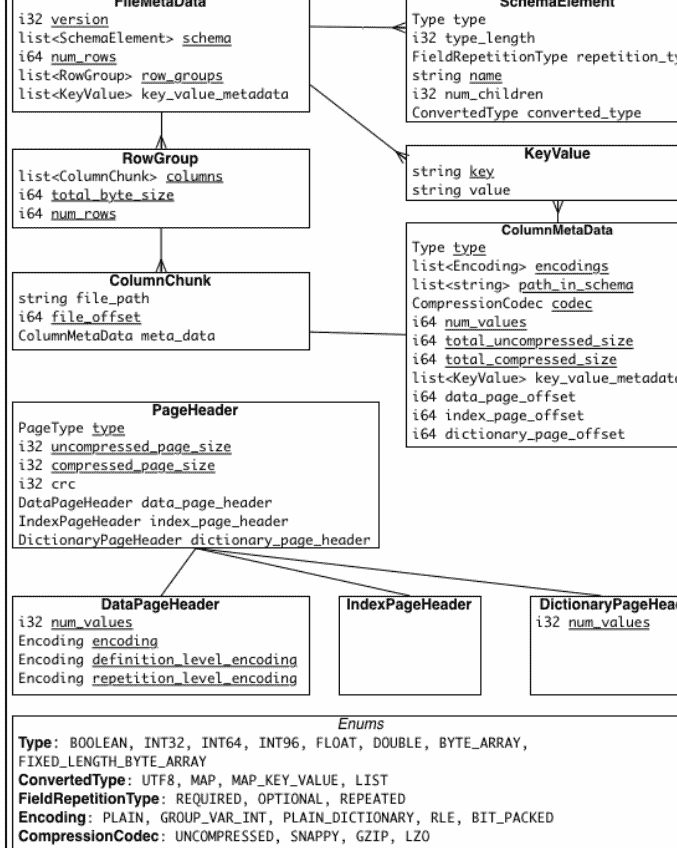 FileMetaData
i32 version
list<SchemaElement> schema
i64 num_rows
list<RowGroup> row_groups
list<KeyValue> key_value_metadata
SchemaElement
Type type
i32 type_length
FieldRepetitionType repetition_ty
string name
i32 num_children
ConvertedType converted_type
RowGroup
list<ColumnChunk> columns
i64 total_byte_size
i64 num_rows
KeyValue
string key
string value
ColumnChunk
string file_path
i64 file_offset
ColumnMetaData meta_data
ColumnMetaData
Type type
list<Encoding> encodings
list<string> path_in_schema
CompressionCodec codec
i64 num_values
i64 total_uncompressed_size
i64 total_compressed_size
list<KeyValue> key_value_metadata
i64 data_page_offset
i64 index_page_offset
i64 dictionary_page_offset
PageHeader
PageType type
i32 uncompressed_page_size
i32 compressed_page_size
i32 crc
DataPageHeader data_page_header
IndexPageHeader index_page_header
DictionaryPageHeader dictionary_page_header
DataPageHeader
i32 num_values
Encoding encoding
Encoding definition_level_encoding
Encoding repetition_level_encoding
IndexPageHeader
DictionaryPageHea
i32 num_values
Enums
Type: BOOLEAN, INT32, INT64, INT96, FLOAT, DOUBLE, BYTE_ARRAY,
FIXED_LENGTH_BYTE_ARRAY
ConvertedType: UTF8, MAP, MAP_KEY_VALUE, LIST
FieldRepetitionType: REQUIRED, OPTIONAL, REPEATED
Encoding: PLAIN, GROUP_VAR_INT, PLAIN_DICTIONARY, RLE, BIT_PACKED
CompressionCodec: UNCOMPRESSED, SNAPPY, GZIP, LZO